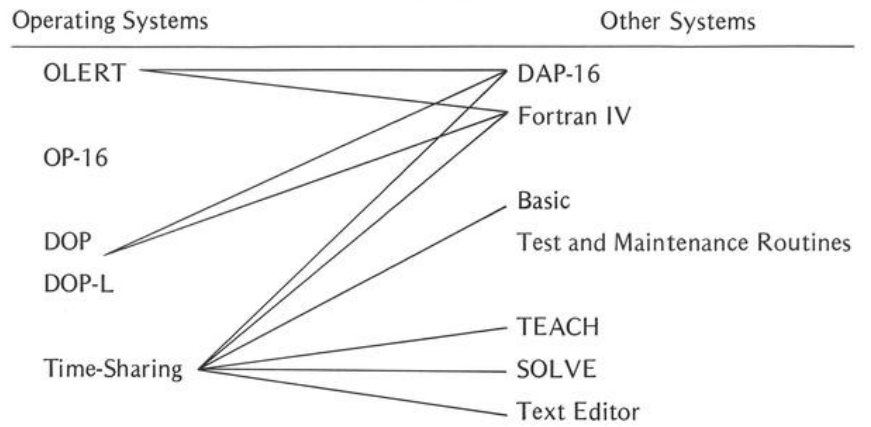 Operating Systems Other Systems
OLERT DAP-16
Fortran IV
OP-16
Basic
DOP Test and Maintenance Routines
DOP-L
TEACH
Time-Sharing SOLVE
Text Editor